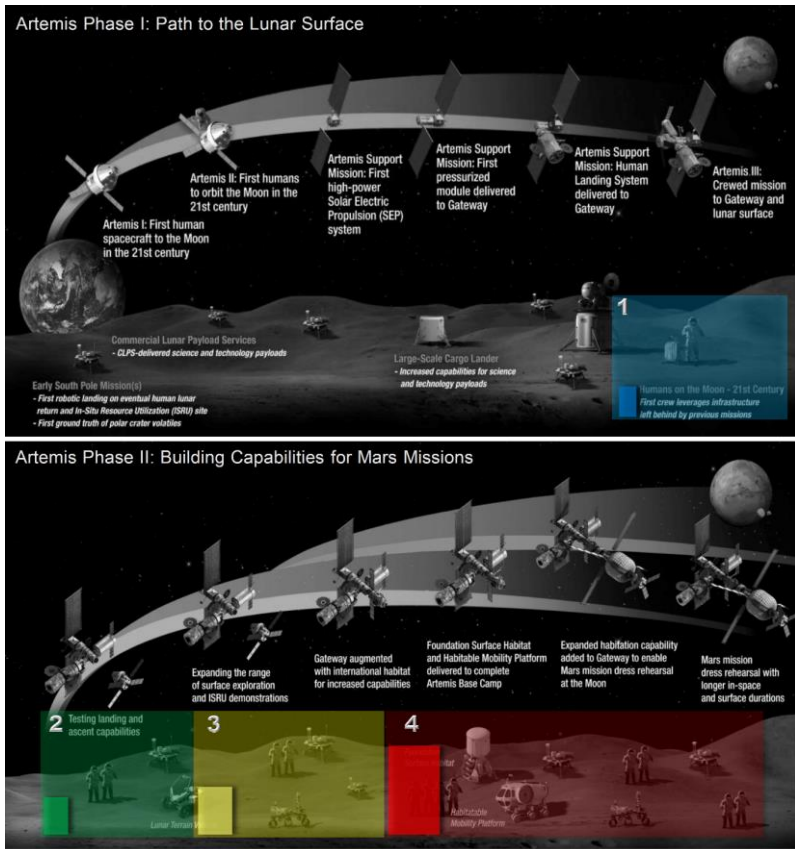 Artemis Phase I: Path to the Lunar Surface
Artemis I: First human
spacecraft to the Moon
in the 21st century
Artemis II: First humans
to orbit the Moon in the
21st century
Artemis Support
Mission: First
high-power
Solar Electric
Propulsion (SEP)
system
Artemis Support
Mission: First
pressurized
module delivered
to Gateway
Artemis Support
Mission: Human
Landing System
delivered to
Gateway
Artemis III:
Crewed mission
to Gateway and
lunar surface
Commercial Lunar Payload Services
- CLPS-delivered science and technology payloads
Early South Pole Mission(s)
- First robotic landing on eventual human lunar
return and In-Situ Resource Utilization (ISRU) site
- First ground truth of polar crater volatiles
Large-Scale Cargo Lander
- Increased capabilities for science
and technology payloads
1
Humans on the Moon - 21st Century
First crew leverages infrastructure
left behind by previous missions
Artemis Phase II: Building Capabilities for Mars Missions
Expanding the range
of surface exploration
and ISRU demonstrations
Gateway augmented
with international habitat
for increased capabilities
Foundation Surface Habitat
and Habitable Mobility Platform
delivered to complete
Artemis Base Camp
Expanded habitation capability
added to Gateway to enable
Mars mission dress rehearsal
at the Moon
Mars mission
dress rehearsal with
longer in-space
and surface durations
2
Testing landing and
ascent capabilities
Lunar Terrain
3
4
Habitat
Mobility Platform